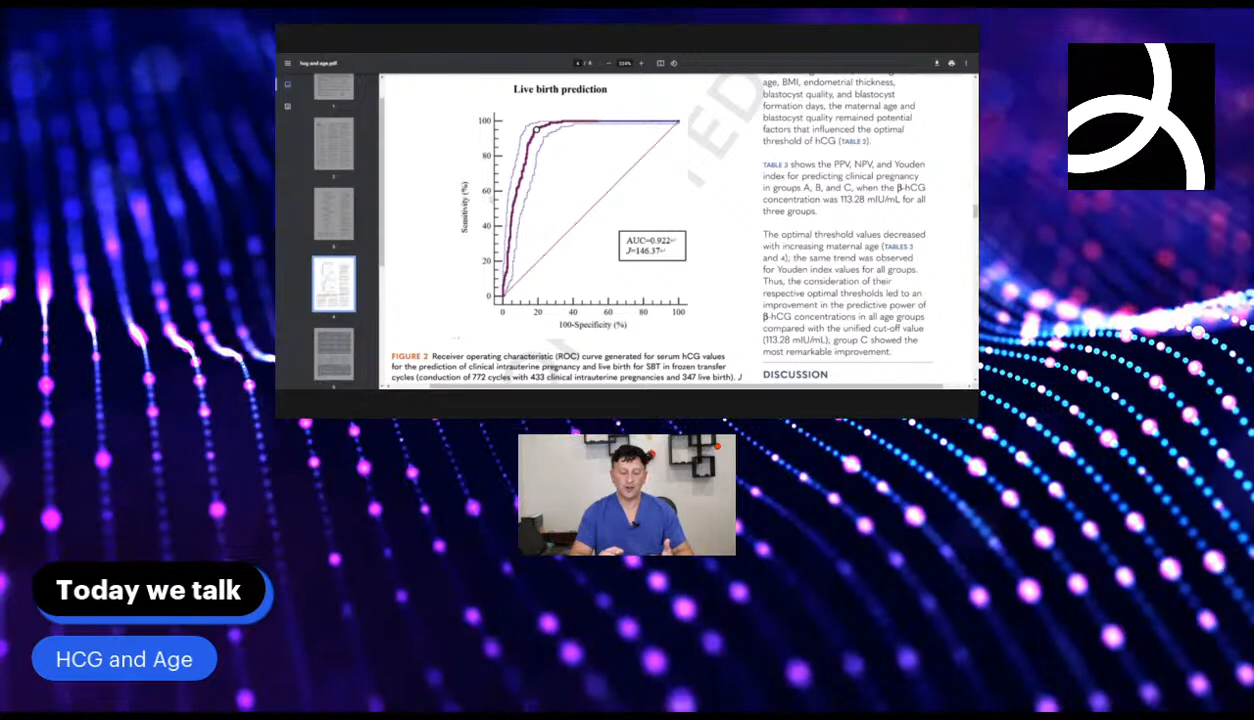 hcg and age.pdf
4 / 6
Live birth prediction
100
80
60
40
20
0
Sensitivity (%)
AUC=0.922
J=146.37
0 20 40 60 80 100
100-Specificity (%)
FIGURE 2 Receiver operating characteristic (ROC) curve generated for serum hCG values
for the prediction of clinical intrauterine pregnancy and live birth for SBT in frozen transfer
cycles (conduction of 772 cycles with 433 clinical intrauterine pregnancies and 347 live birth). J
age, BMI, endometrial thickness,
blastocyst quality, and blastocyst
formation days, the maternal age and
blastocyst quality remained potential
factors that influenced the optimal
threshold of hCG (TABLE 2).
TABLE 3 shows the PPV, NPV, and Youden
index for predicting clinical pregnancy
in groups A, B, and C, when the β-hCG
concentration was 113.28 mIU/mL for all
three groups.
The optimal threshold values decreased
with increasing maternal age (TABLES 3
and 4); the same trend was observed
for Youden index values for all groups.
Thus, the consideration of their
respective optimal thresholds led to an
improvement in the predictive power of
β-hCG concentrations in all age groups
compared with the unified cut-off value
(113.28 mIU/mL); group C showed the
most remarkable improvement.
DISCUSSION
Today we talk
HCG and Age